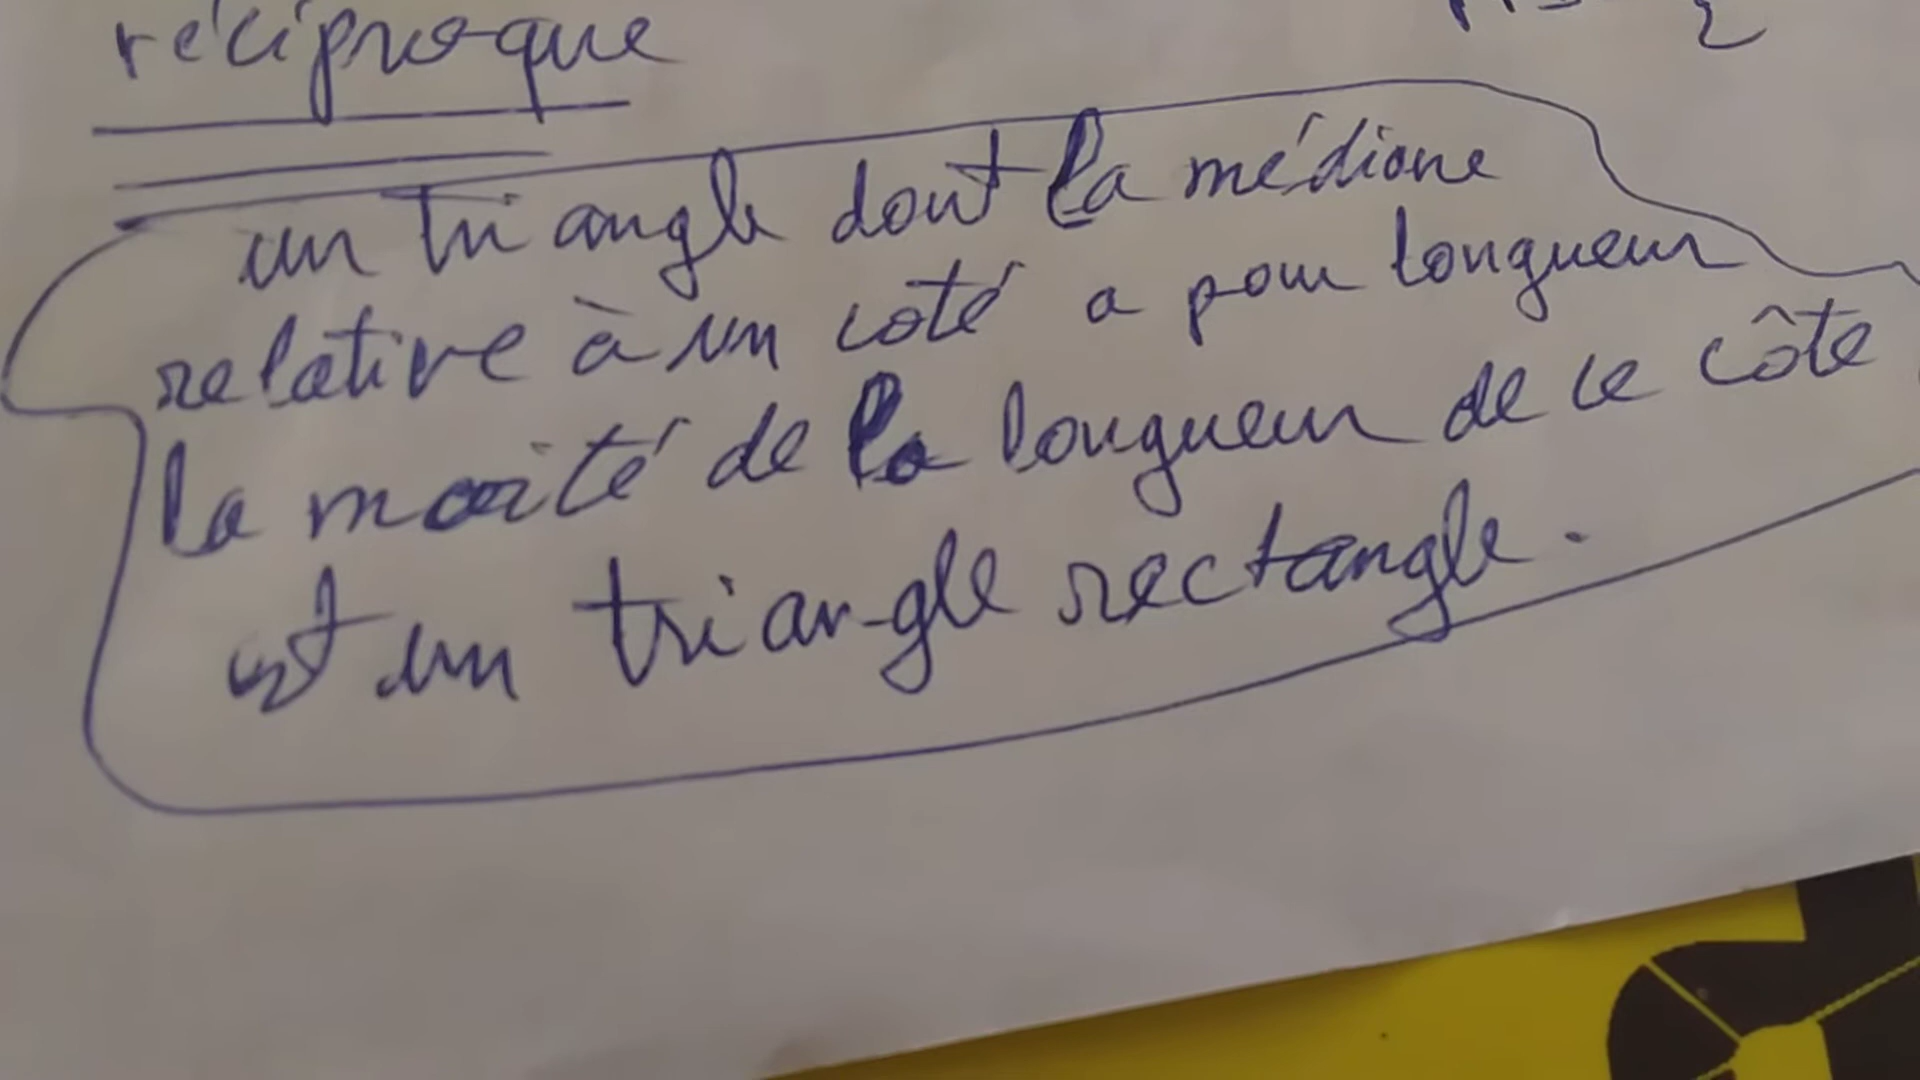 réciproque
2
un triangle dont la médiane
relative à un coté a pour longueur
la moitié de la longueur de ce côte
est un triangle rectangle.